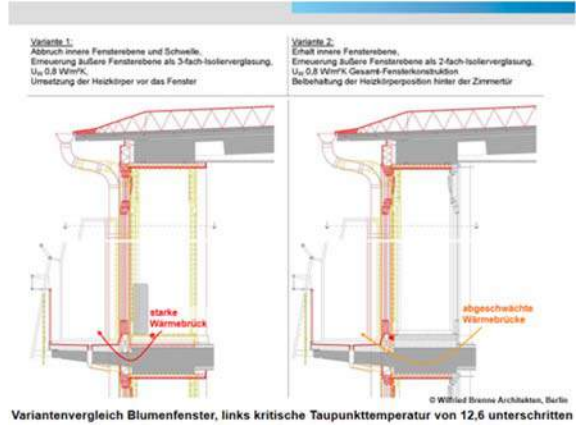 Variante 1:
Abbruch innere Fensterebene und Schwelle,
Erneuerung äußere Fensterebene als 3-fach-Isolierverglasung,
Uw 0,8 W/m²K,
Umsetzung der Heizkörper vor das Fenster
Variante 2:
Erhalt innere Fensterebene,
Erneuerung äußere Fensterebene als 2-fach-Isolierverglasung,
Uw 0,8 W/m²K Gesamt-Fensterkonstruktion
Beibehaltung der Heizkörperposition hinter der Zimmertür
starke
Wärmebrück
abgeschwächte
Wärmebrücke
© Wilfried Brenne Architekten, Berlin
Variantenvergleich Blumenfenster, links kritische Taupunkttemperatur von 12,6 unterschritten